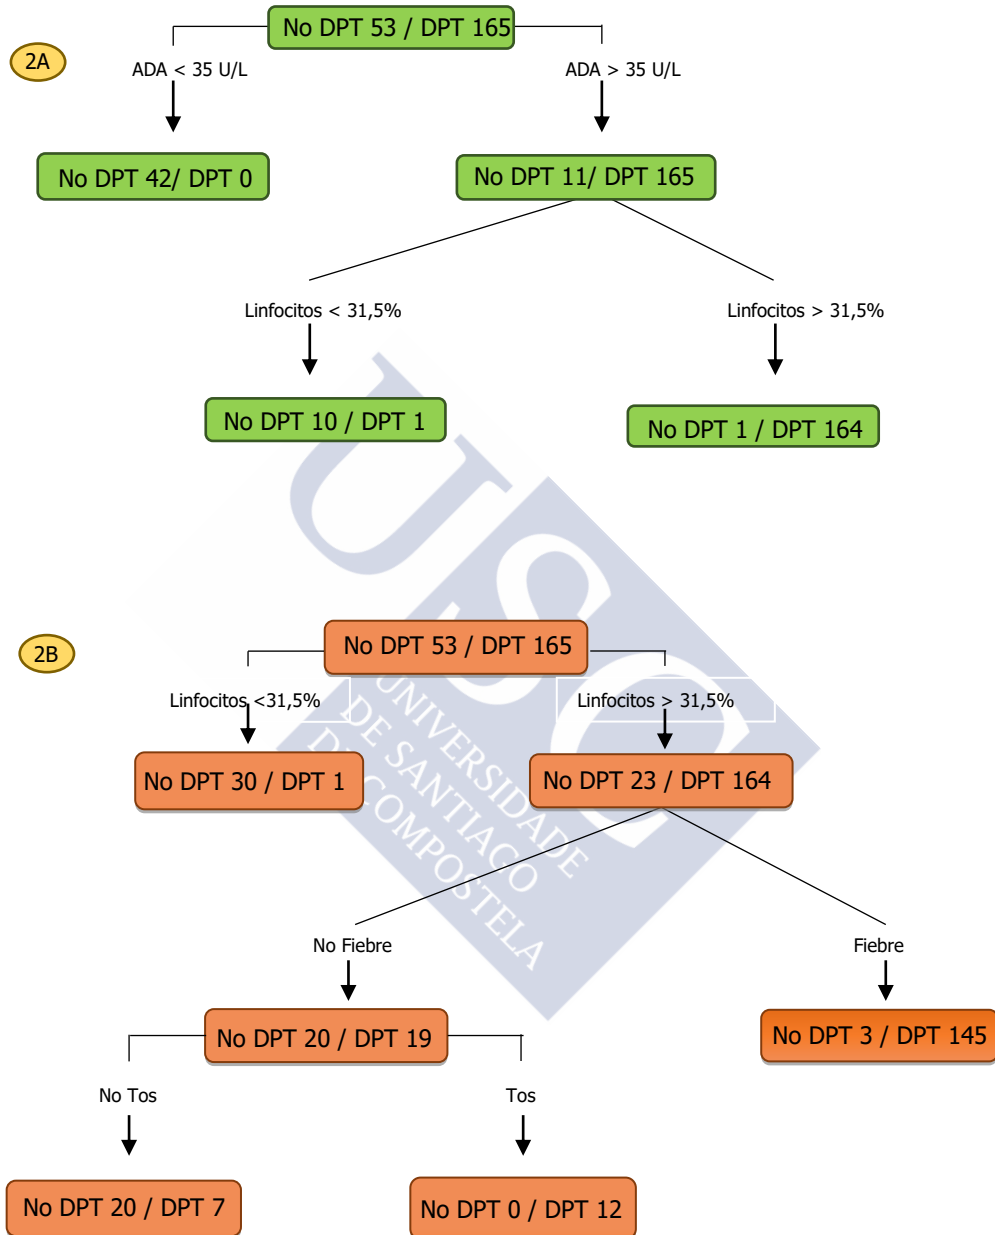 No DPT 53 / DPT 165
2A
ADA < 35 U/L
ADA > 35 U/L
No DPT 42/ DPT 0
No DPT 11/ DPT 165
Linfocitos < 31,5%
Linfocitos > 31,5%
No DPT 10 / DPT 1
No DPT 1 / DPT 164
USC
UNIVERSIDADE
DE SANTIAGO
DE COMPOSTELA
2B
No DPT 53 / DPT 165
Linfocitos <31,5%
Linfocitos > 31,5%
No DPT 30 / DPT 1
No DPT 23 / DPT 164
No Fiebre
Fiebre
No DPT 20 / DPT 19
No DPT 3 / DPT 145
No Tos
Tos
No DPT 20 / DPT 7
No DPT 0 / DPT 12